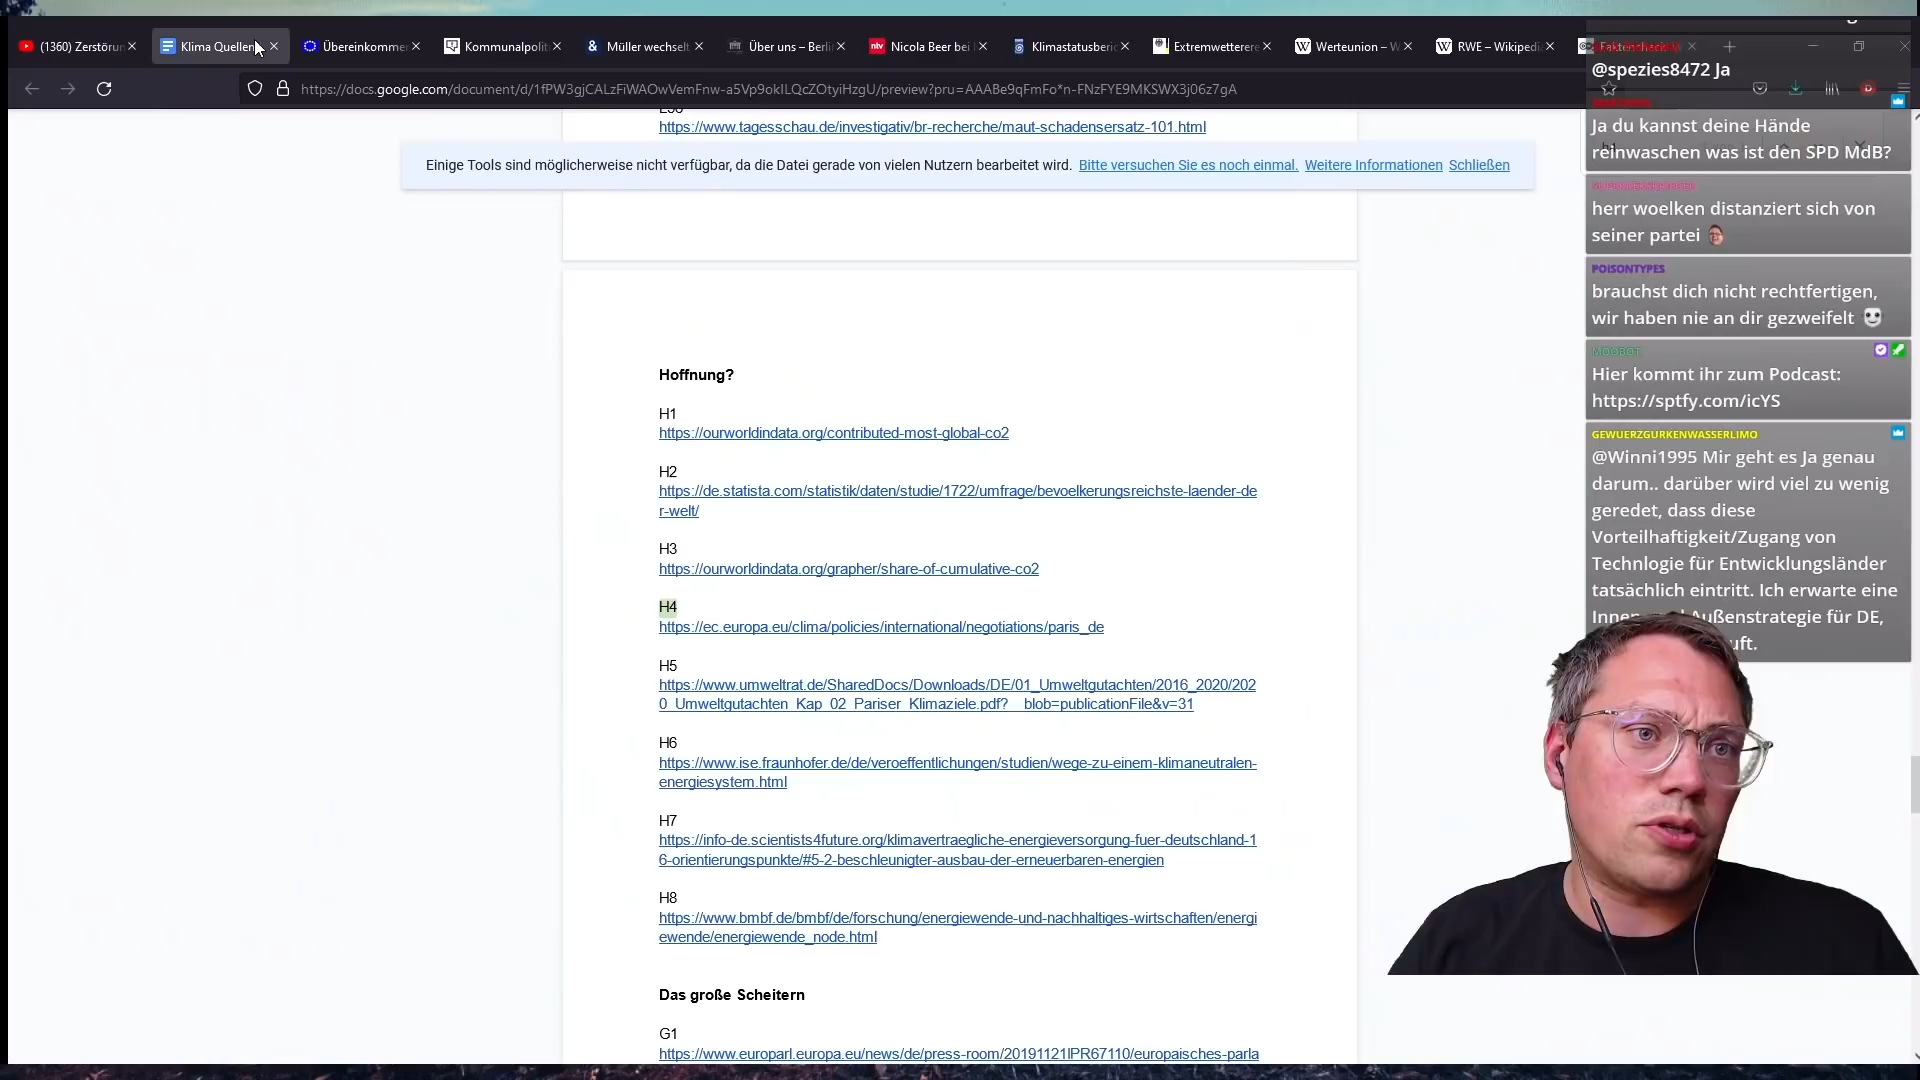 (1360) Zerstörun
Klima Quellen
Übereinkomme
Kommunalpolit
Müller wechselt
Über uns – Berli
Nicola Beer bei
Klimastatusberic
Extremwetterere
Werteunion – W
RWE – Wikipedi
Faktencheck
https://docs.google.com/document/d/1fPW3gjCALzFiWAOwVemFnw-a5Vp9okILQcZOtyiHzgU/preview?pru=AAABe9qFmFo*n-FNzFYE9MKSWX3j06z7gA
https://www.tagesschau.de/investigativ/br-recherche/maut-schadensersatz-101.html
Einige Tools sind möglicherweise nicht verfügbar, da die Datei gerade von vielen Nutzern bearbeitet wird. Bitte versuchen Sie es noch einmal. Weitere Informationen Schließen
Hoffnung?
H1
https://ourworldindata.org/contributed-most-global-co2
H2
https://de.statista.com/statistik/daten/studie/1722/umfrage/bevoelkerungsreichste-laender-de
r-welt/
H3
https://ourworldindata.org/grapher/share-of-cumulative-co2
H4
https://ec.europa.eu/clima/policies/international/negotiations/paris_de
H5
https://www.umweltrat.de/SharedDocs/Downloads/DE/01_Umweltgutachten/2016_2020/202
0_Umweltgutachten_Kap_02_Pariser_Klimaziele.pdf?__blob=publicationFile&v=31
H6
https://www.ise.fraunhofer.de/de/veroeffentlichungen/studien/wege-zu-einem-klimaneutralen-
energiesystem.html
H7
https://info-de.scientists4future.org/klimavertraegliche-energieversorgung-fuer-deutschland-1
6-orientierungspunkte/#5-2-beschleunigter-ausbau-der-erneuerbaren-energien
H8
https://www.bmbf.de/bmbf/de/forschung/energiewende-und-nachhaltiges-wirtschaften/energi
ewende/energiewende_node.html
Das große Scheitern
G1
https://www.europarl.europa.eu/news/de/press-room/20191121IPR67110/europaisches-parla
@spezies8472 Ja
Ja du kannst deine Hände
reinwaschen was ist den SPD MdB?
herr woelken distanziert sich von
seiner partei
POISONTYPES
brauchst dich nicht rechtfertigen,
wir haben nie an dir gezweifelt
MOOBOT
Hier kommt ihr zum Podcast:
https://sptfy.com/icYS
GEWUERZGURKENWASSERLIMO
@Winni1995 Mir geht es Ja genau
darum.. darüber wird viel zu wenig
geredet, dass diese
Vorteilhaftigkeit/Zugang von
Technlogie für Entwicklungsländer
tatsächlich eintritt. Ich erwarte eine
Innen- Außenstrategie für DE,
uft.